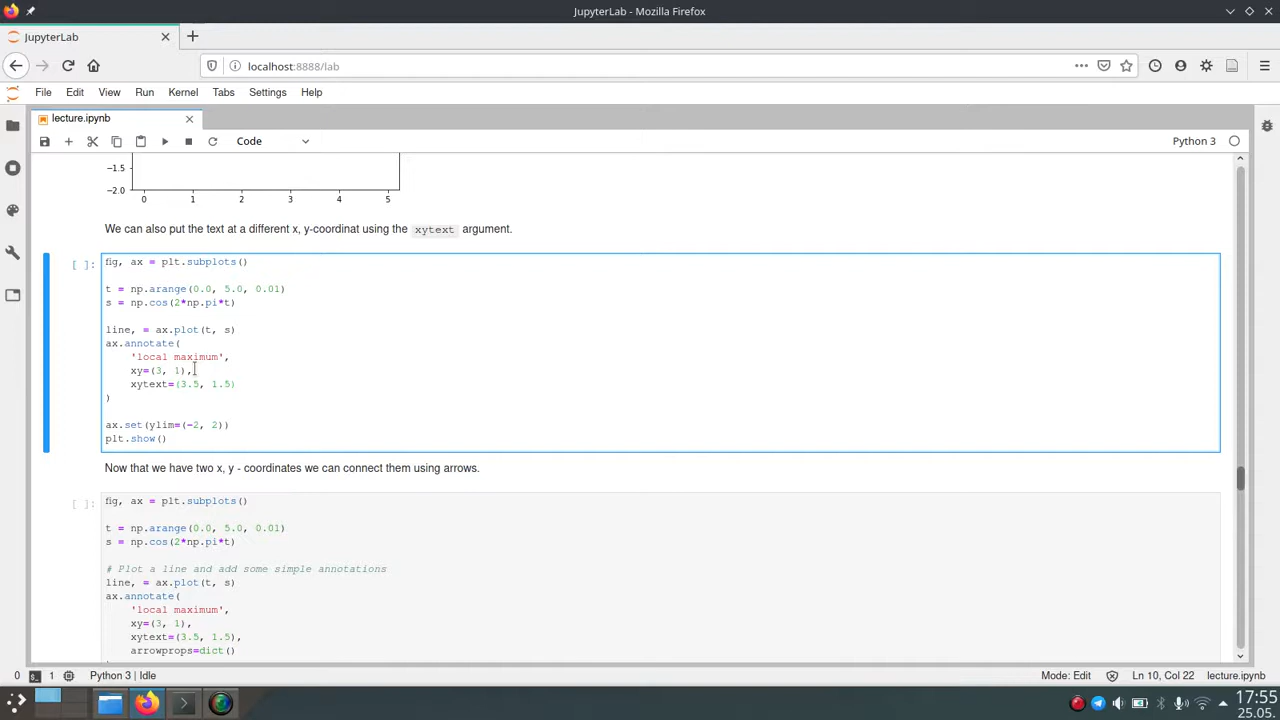 JupyterLab - Mozilla Firefox
JupyterLab
localhost:8888/lab
File Edit View Run Kernel Tabs Settings Help
lecture.ipynb
Code
Python 3
−1.5
−2.0
0 1 2 3 4 5
We can also put the text at a different x, y-coordinat using the xytext argument.
[ ]:
fig, ax = plt.subplots()
t = np.arange(0.0, 5.0, 0.01)
s = np.cos(2*np.pi*t)
line, = ax.plot(t, s)
ax.annotate(
    'local maximum',
    xy=(3, 1),
    xytext=(3.5, 1.5)
)
ax.set(ylim=(-2, 2))
plt.show()
Now that we have two x, y - coordinates we can connect them using arrows.
[ ]:
fig, ax = plt.subplots()
t = np.arange(0.0, 5.0, 0.01)
s = np.cos(2*np.pi*t)
# Plot a line and add some simple annotations
line, = ax.plot(t, s)
ax.annotate(
    'local maximum',
    xy=(3, 1),
    xytext=(3.5, 1.5),
    arrowprops=dict()
0 1 Python 3 | Idle Mode: Edit Ln 10, Col 22 lecture.ipynb
17:55
25.05.